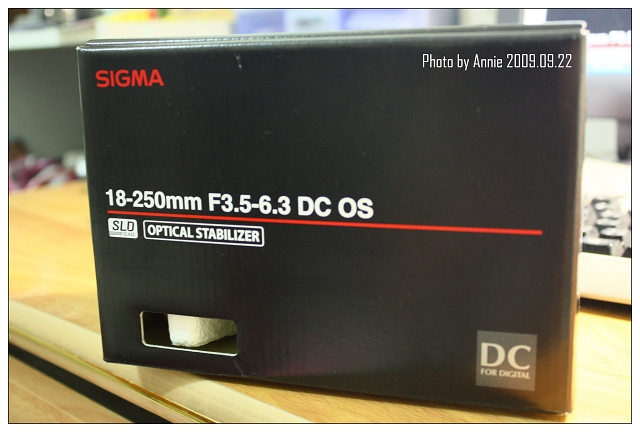 Photo by Annie 2009.09.22
SIGMA
18-250mm F3.5-6.3 DC OS
SLD
OPTICAL STABILIZER
DC
FOR DIGITAL